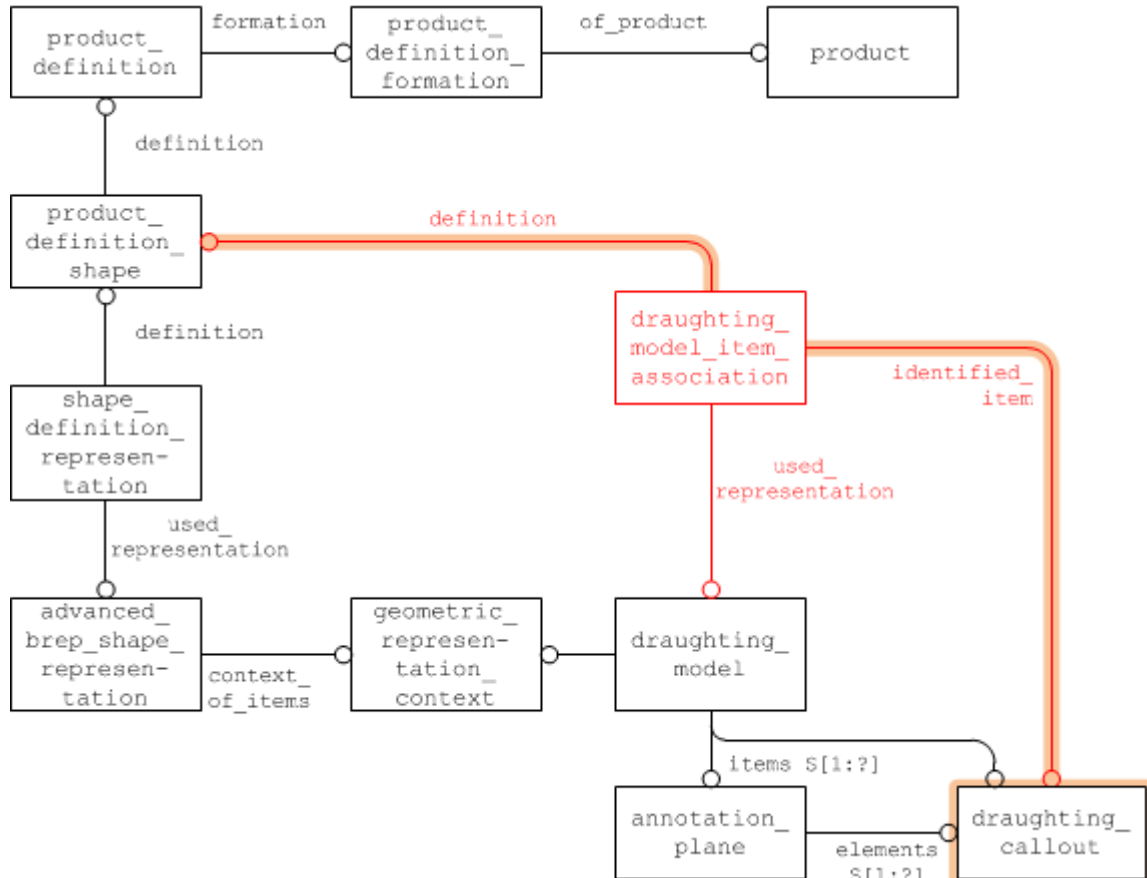 formation
of_product
product_
definition
product_
definition_
formation
product
definition
product_
definition_
shape
definition
draughting_
model_item_
association
identified_
item
definition
shape_
definition_
represen-
tation
used_
representation
used_
representation
advanced_
brep_shape_
represen-
tation
context_
of_items
geometric_
represen-
tation_
context
draughting_
model
items S[1:?]
annotation_
plane
elements
S[1:?]
draughting_
callout